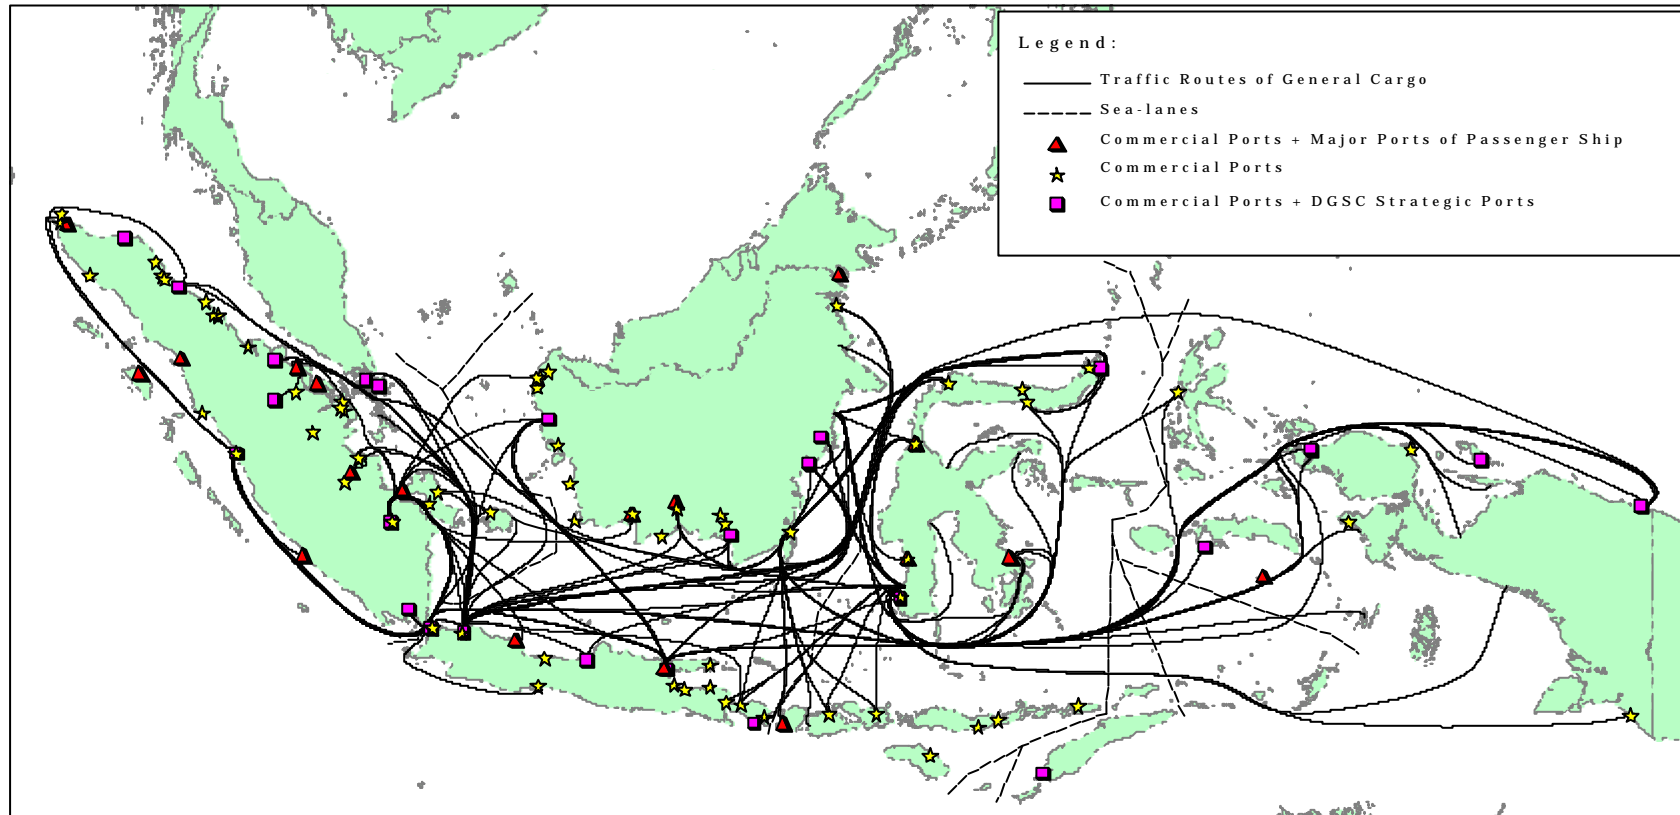 Legend:
Traffic Routes of General Cargo
Sea-lanes
Commercial Ports + Major Ports of Passenger Ship
Commercial Ports
Commercial Ports + DGSC Strategic Ports